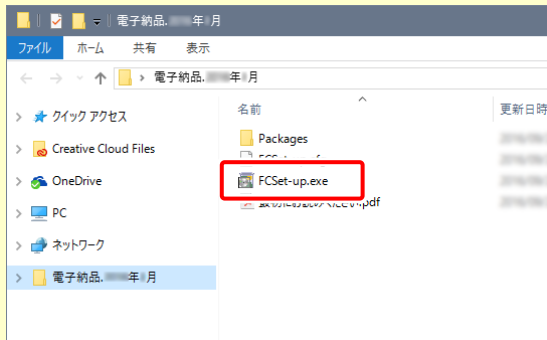 電子納品. 年 月
ファイル ホーム 共有 表示
電子納品. 年 月
名前 更新日時
クイック アクセス
Packages
Creative Cloud Files
OneDrive
FCSet-up.exe
PC
.pdf
ネットワーク
電子納品. 年 月